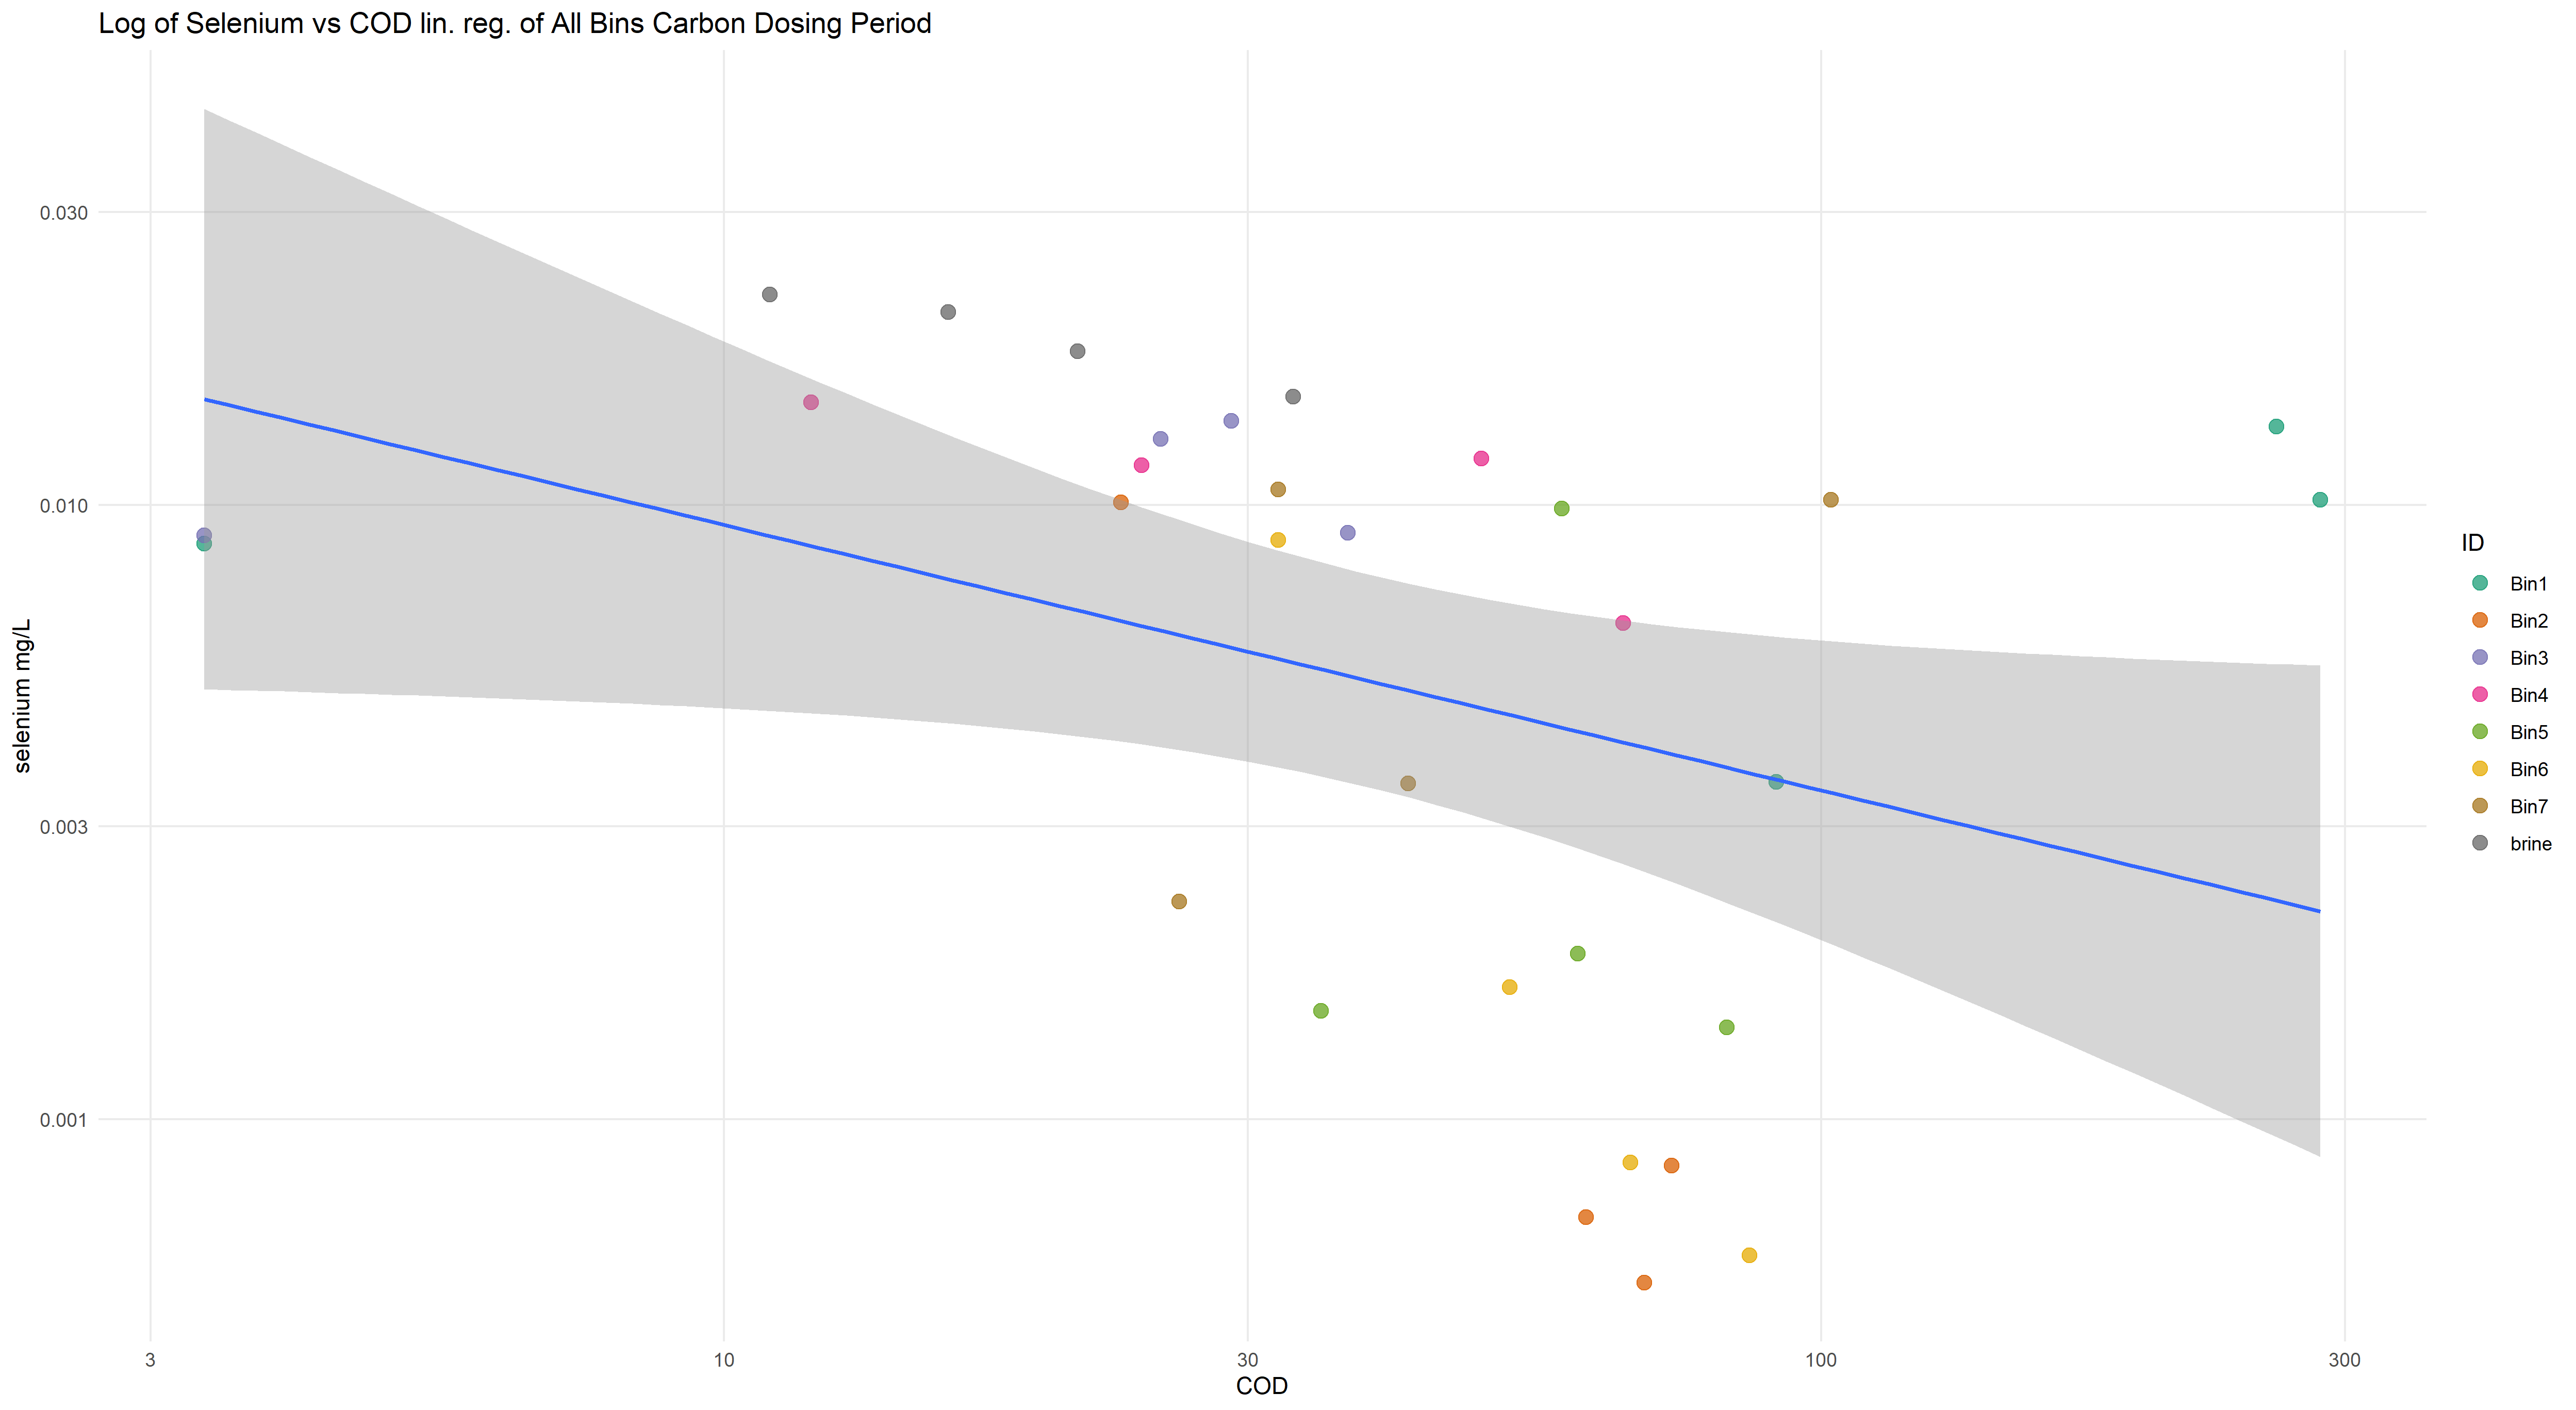 Log of Selenium vs COD lin. reg. of All Bins Carbon Dosing Period
0.030
0.010
0.003
0.001
selenium mg/L
3
10
30
100
300
COD
ID
Bin1
Bin2
Bin3
Bin4
Bin5
Bin6
Bin7
brine